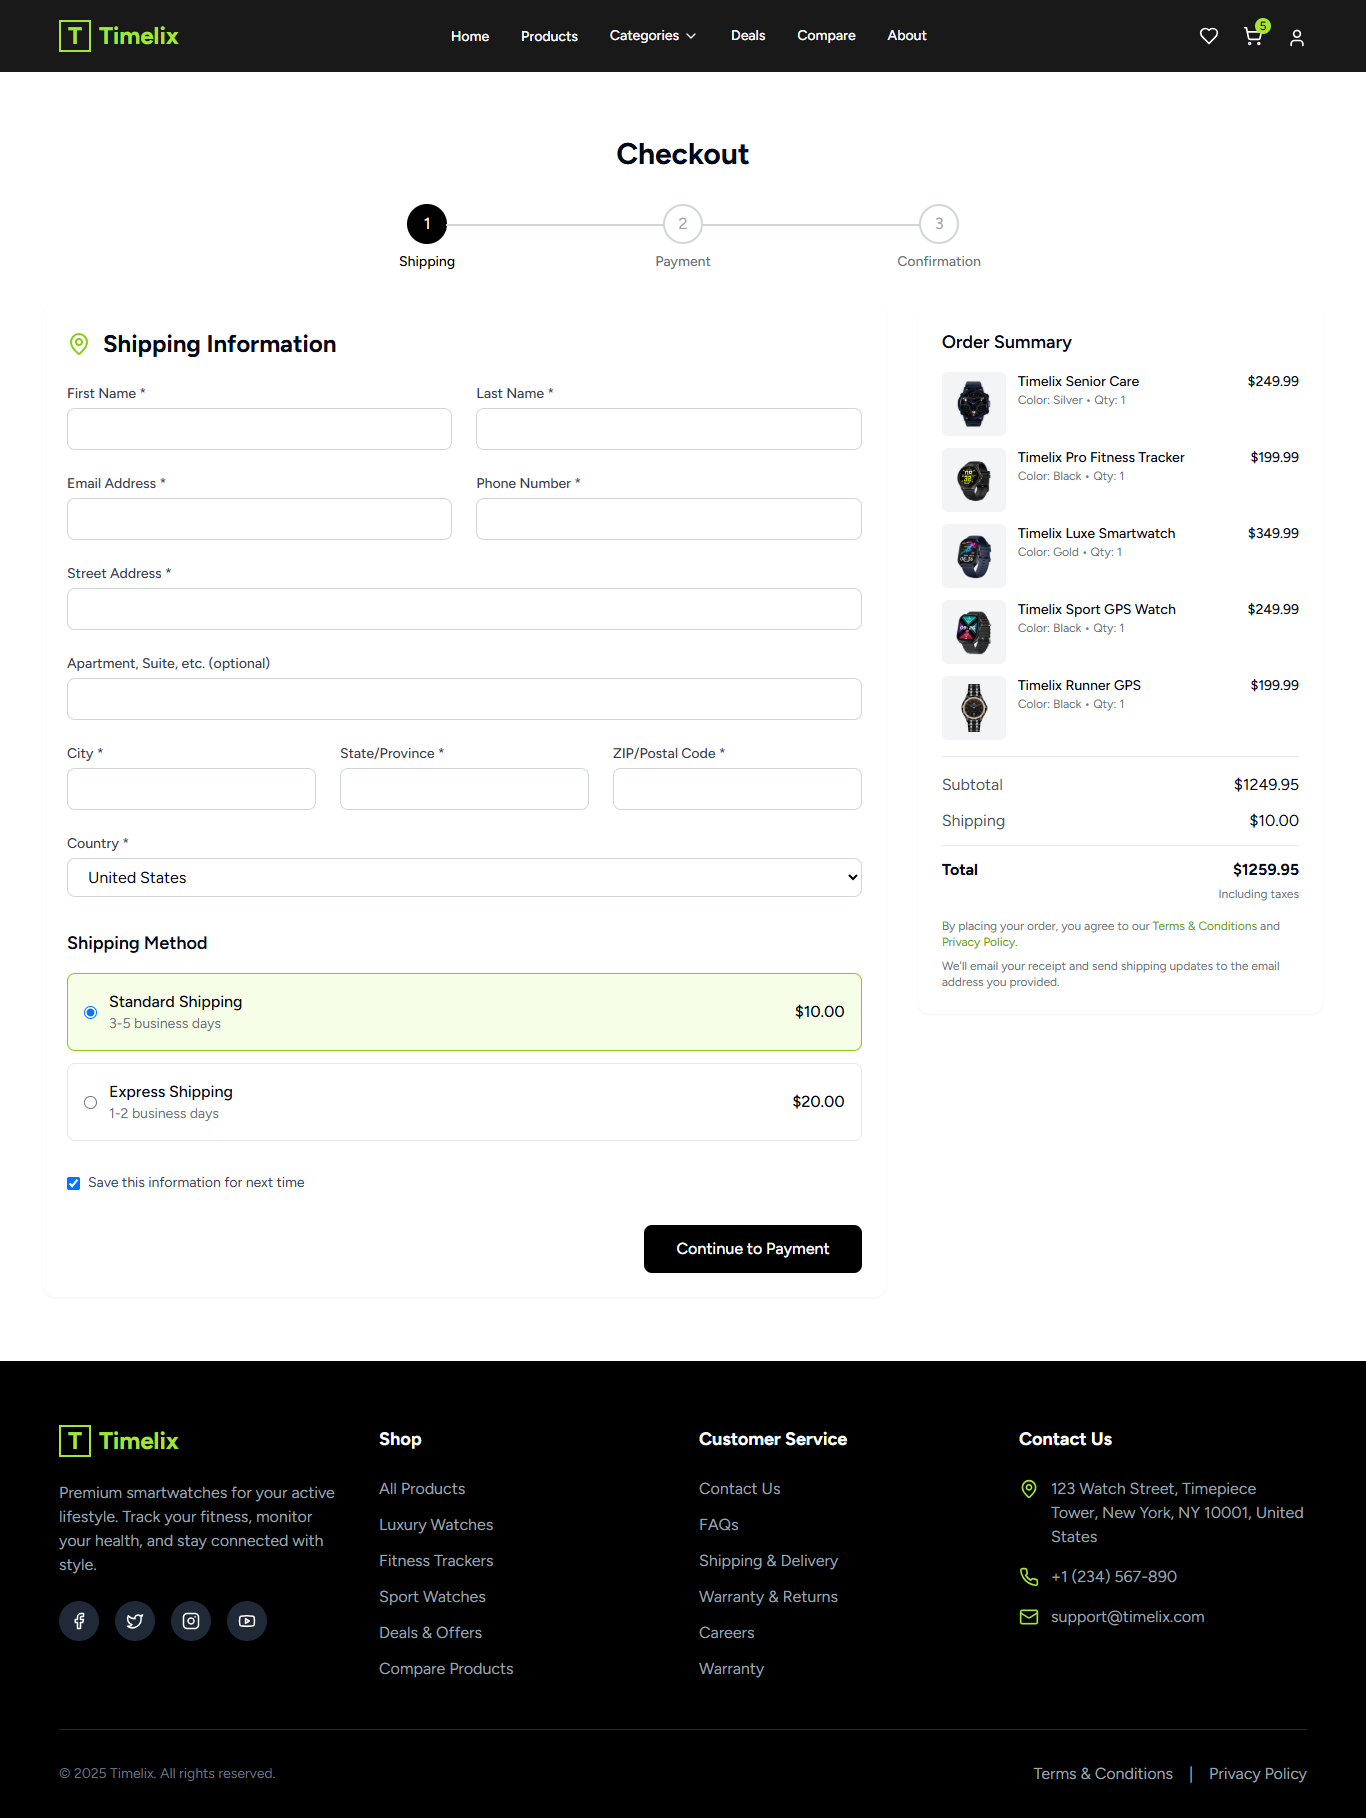 T Timelix
Home Products Categories Deals Compare About
5
Checkout
1 2 3
Shipping Payment Confirmation
Shipping Information
First Name * Last Name *
Email Address * Phone Number *
Street Address *
Apartment, Suite, etc. (optional)
City * State/Province * ZIP/Postal Code *
Country *
United States
Shipping Method
Standard Shipping
3-5 business days
$10.00
Express Shipping
1-2 business days
$20.00
Save this information for next time
Continue to Payment
Order Summary
Timelix Senior Care $249.99
Color: Silver • Qty: 1
Timelix Pro Fitness Tracker $199.99
Color: Black • Qty: 1
Timelix Luxe Smartwatch $349.99
Color: Gold • Qty: 1
Timelix Sport GPS Watch $249.99
Color: Black • Qty: 1
Timelix Runner GPS $199.99
Color: Black • Qty: 1
Subtotal $1249.95
Shipping $10.00
Total $1259.95
Including taxes
By placing your order, you agree to our Terms & Conditions and
Privacy Policy.
We'll email your receipt and send shipping updates to the email
address you provided.
T Timelix
Premium smartwatches for your active
lifestyle. Track your fitness, monitor
your health, and stay connected with
style.
Shop
All Products
Luxury Watches
Fitness Trackers
Sport Watches
Deals & Offers
Compare Products
Customer Service
Contact Us
FAQs
Shipping & Delivery
Warranty & Returns
Careers
Warranty
Contact Us
123 Watch Street, Timepiece
Tower, New York, NY 10001, United
States
+1 (234) 567-890
support@timelix.com
© 2025 Timelix. All rights reserved.
Terms & Conditions | Privacy Policy